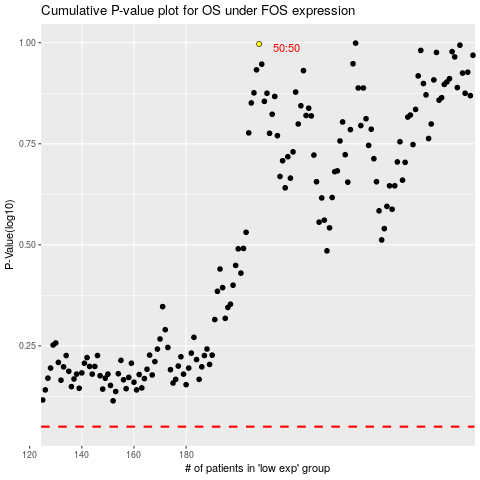 Cumulative P-value plot for OS under FOS expression
1.00
50:50
0.75
P-Value(log10)
0.50
0.25
120 140 160 180
# of patients in 'low exp' group